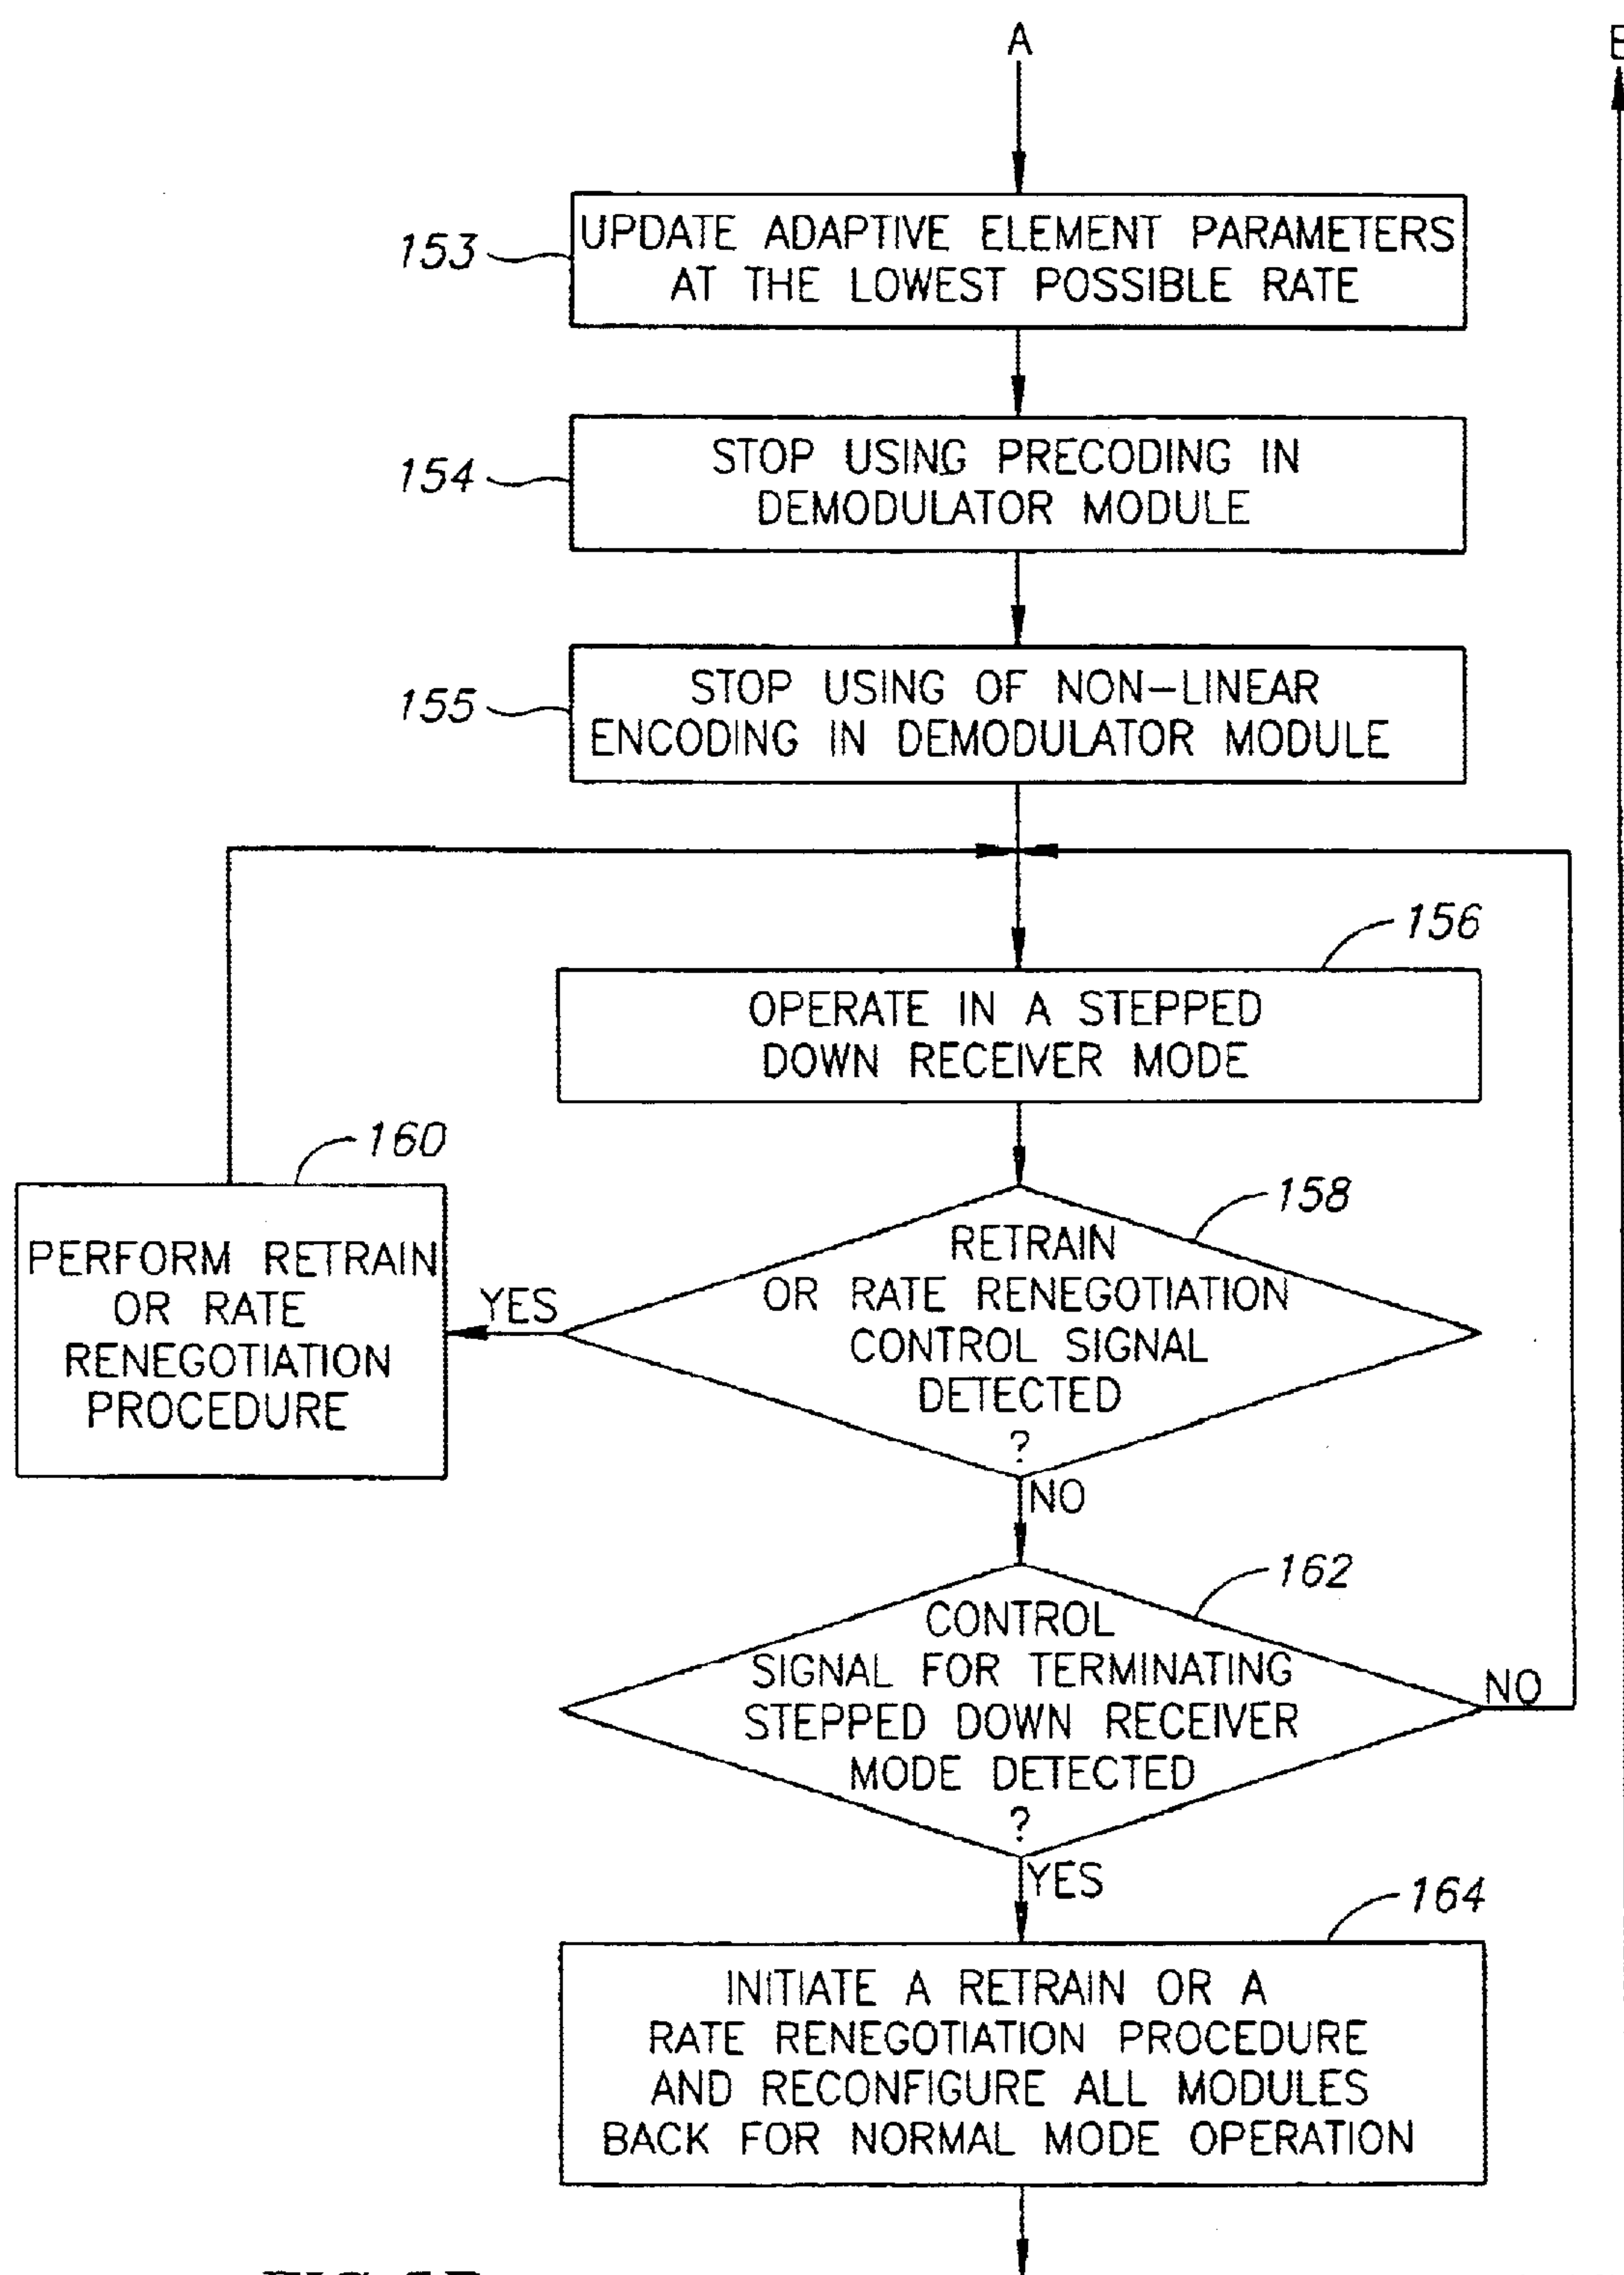 A
153
UPDATE ADAPTIVE ELEMENT PARAMETERS
AT THE LOWEST POSSIBLE RATE
154
STOP USING PRECODING IN
DEMODULATOR MODULE
155
STOP USING OF NON-LINEAR
ENCODING IN DEMODULATOR MODULE
156
OPERATE IN A STEPPED
DOWN RECEIVER MODE
160
PERFORM RETRAIN
OR RATE
RENEGOTIATION
PROCEDURE
YES
158
RETRAIN
OR RATE RENEGOTIATION
CONTROL SIGNAL
DETECTED
?
NO
162
CONTROL
SIGNAL FOR TERMINATING
STEPPED DOWN RECEIVER
MODE DETECTED
?
NO
YES
164
INITIATE A RETRAIN OR A
RATE RENEGOTIATION PROCEDURE
AND RECONFIGURE ALL MODULES
BACK FOR NORMAL MODE OPERATION